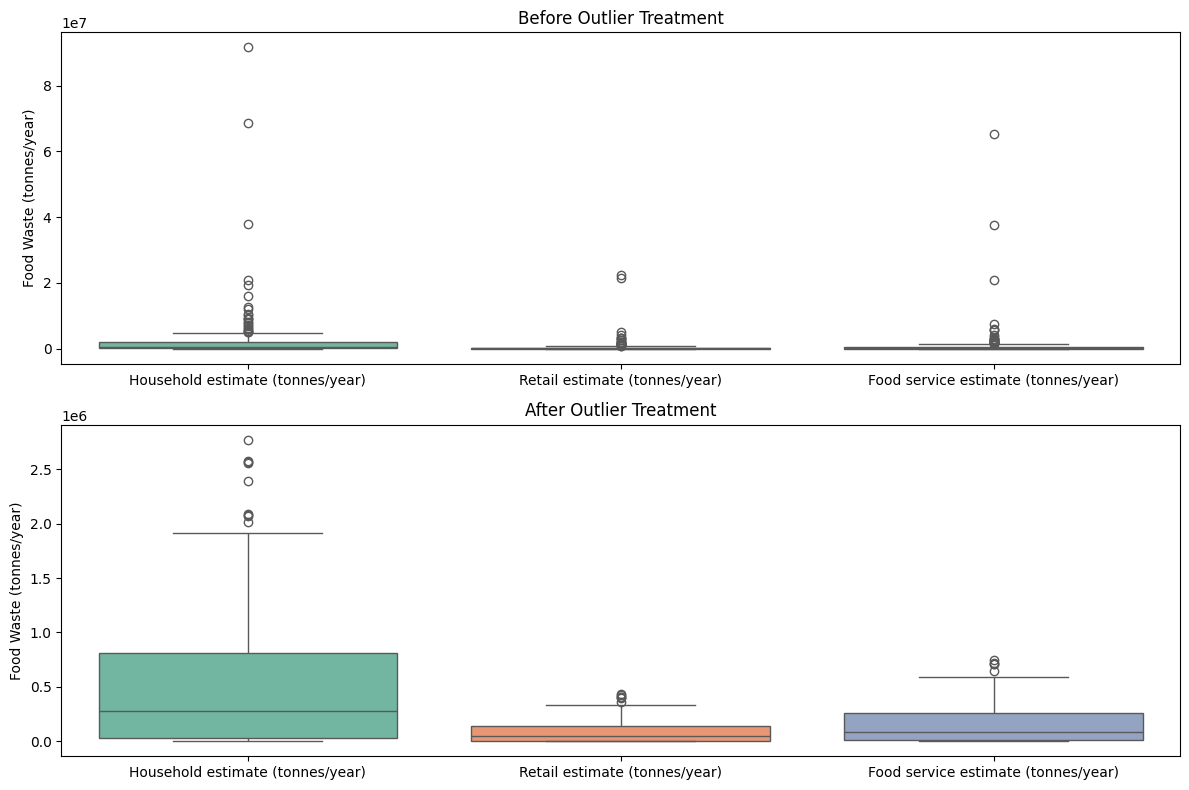 Before Outlier Treatment
1e7
8
6
4
2
0
Food Waste (tonnes/year)
Household estimate (tonnes/year) Retail estimate (tonnes/year) Food service estimate (tonnes/year)
After Outlier Treatment
1e6
2.5
2.0
1.5
1.0
0.5
0.0
Food Waste (tonnes/year)
Household estimate (tonnes/year) Retail estimate (tonnes/year) Food service estimate (tonnes/year)